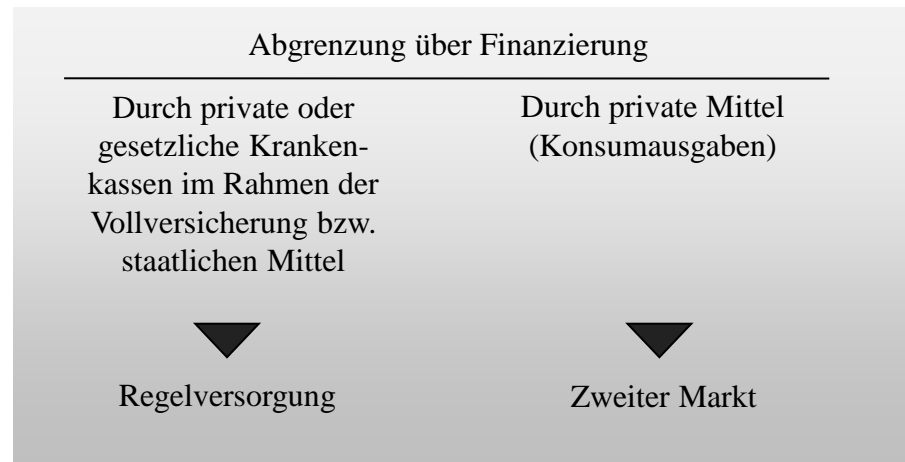 Abgrenzung über Finanzierung
Durch private oder
gesetzliche Kranken-
kassen im Rahmen der
Vollversicherung bzw.
staatlichen Mittel
Regelversorgung
Durch private Mittel
(Konsumausgaben)
Zweiter Markt